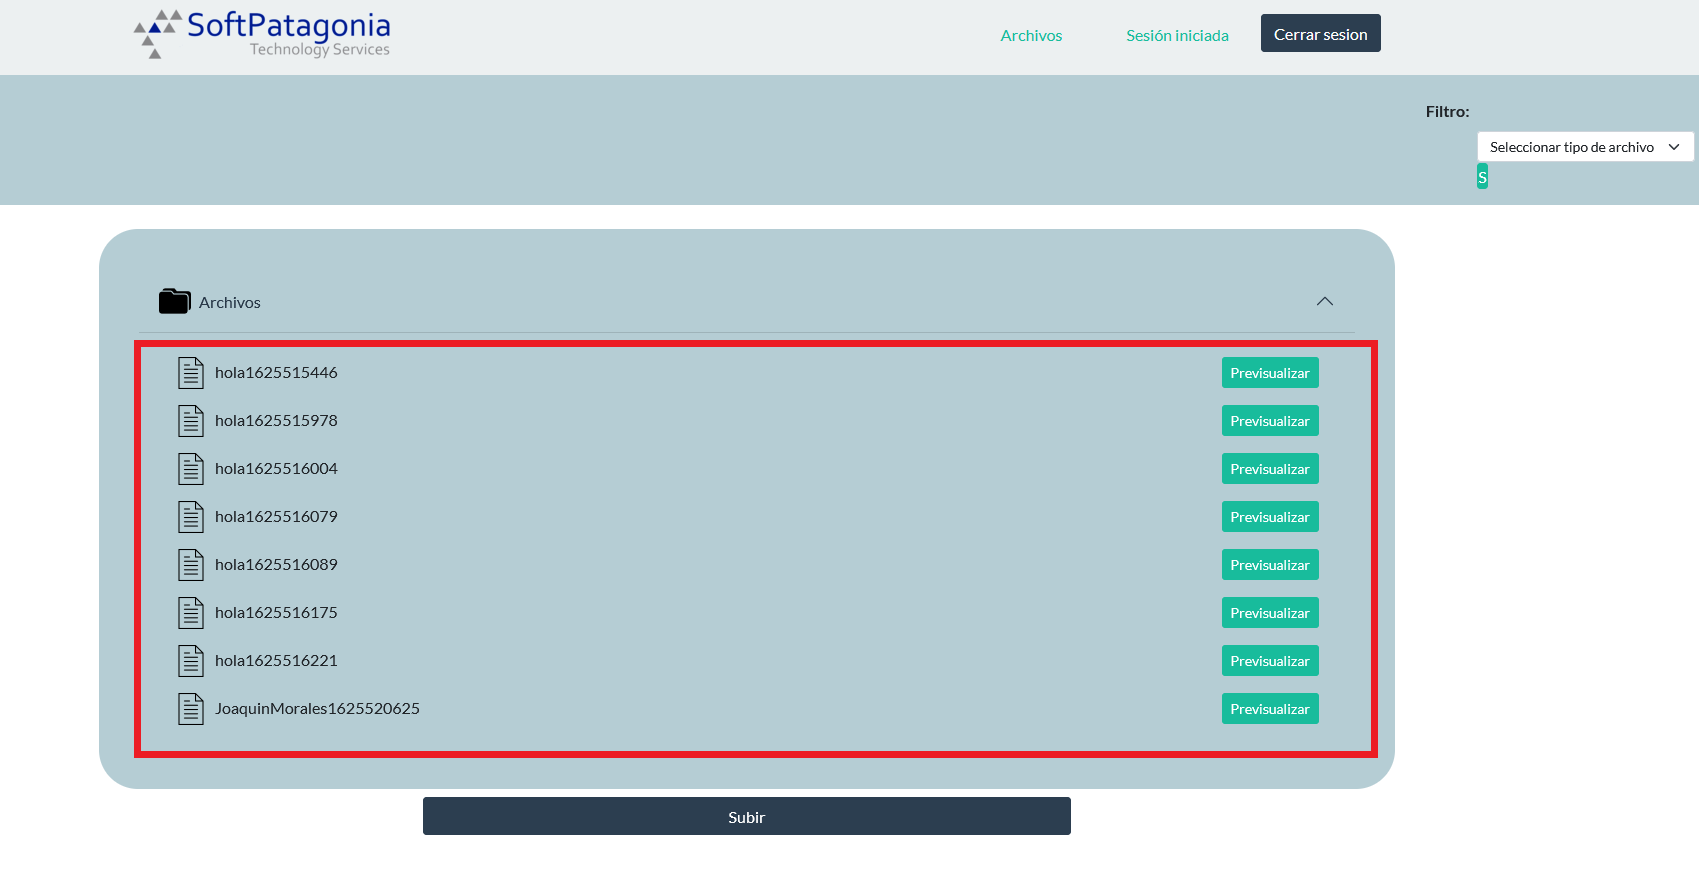 SoftPatagonia
Technology Services
Archivos
Sesión iniciada
Cerrar sesion
Filtro:
Seleccionar tipo de archivo
S
Archivos
hola1625515446 Previsualizar
hola1625515978 Previsualizar
hola1625516004 Previsualizar
hola1625516079 Previsualizar
hola1625516089 Previsualizar
hola1625516175 Previsualizar
hola1625516221 Previsualizar
JoaquinMorales1625520625 Previsualizar
Subir